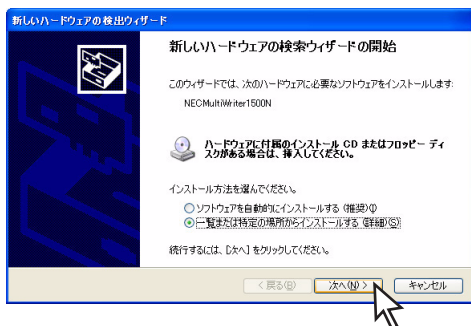 新しいハードウェアの検出ウィザード
新しいハードウェアの検索ウィザードの開始
このウィザードでは、次のハードウェアに必要なソフトウェアをインストールします:
NECMultiWriter1500N
ハードウェアに付属のインストール CD またはフロッピー ディ
スクがある場合は、挿入してください。
インストール方法を選んでください。
ソフトウェアを自動的にインストールする (推奨)(I)
一覧または特定の場所からインストールする (詳細)(S)
続行するには、[次へ] をクリックしてください。
< 戻る(B) 次へ(N) > キャンセル